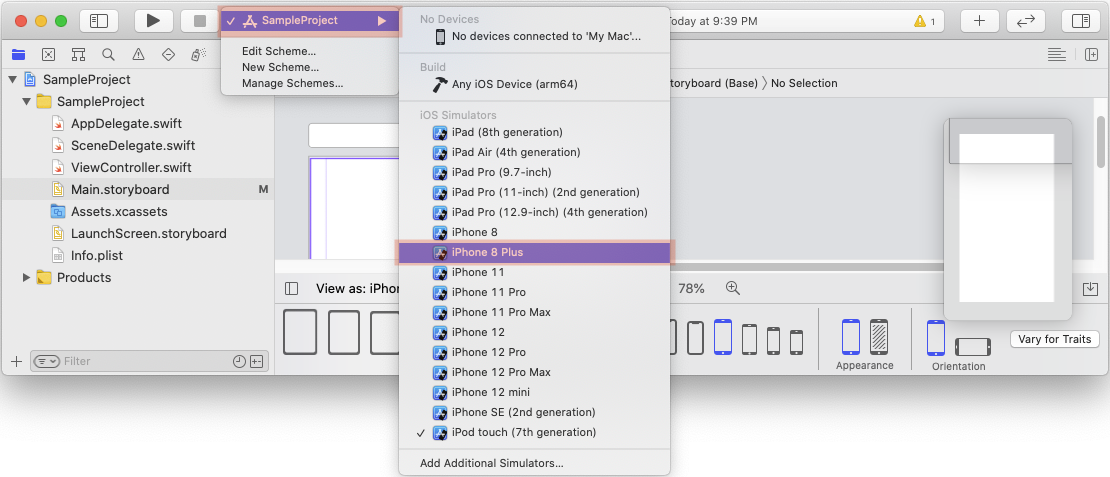 SampleProject
Edit Scheme...
New Scheme...
Manage Schemes...
No Devices
No devices connected to 'My Mac'...
Build
Any iOS Device (arm64)
iOS Simulators
iPad (8th generation)
iPad Air (4th generation)
iPad Pro (9.7-inch)
iPad Pro (11-inch) (2nd generation)
iPad Pro (12.9-inch) (4th generation)
iPhone 8
iPhone 8 Plus
iPhone 11
iPhone 11 Pro
iPhone 11 Pro Max
iPhone 12
iPhone 12 Pro
iPhone 12 Pro Max
iPhone 12 mini
iPhone SE (2nd generation)
iPod touch (7th generation)
Add Additional Simulators...
Today at 9:39 PM
1
SampleProject
SampleProject
AppDelegate.swift
SceneDelegate.swift
ViewController.swift
Main.storyboard M
Assets.xcassets
LaunchScreen.storyboard
Info.plist
Products
Filter
toryboard (Base) No Selection
View as: iPho
78%
Appearance
Orientation
Vary for Traits